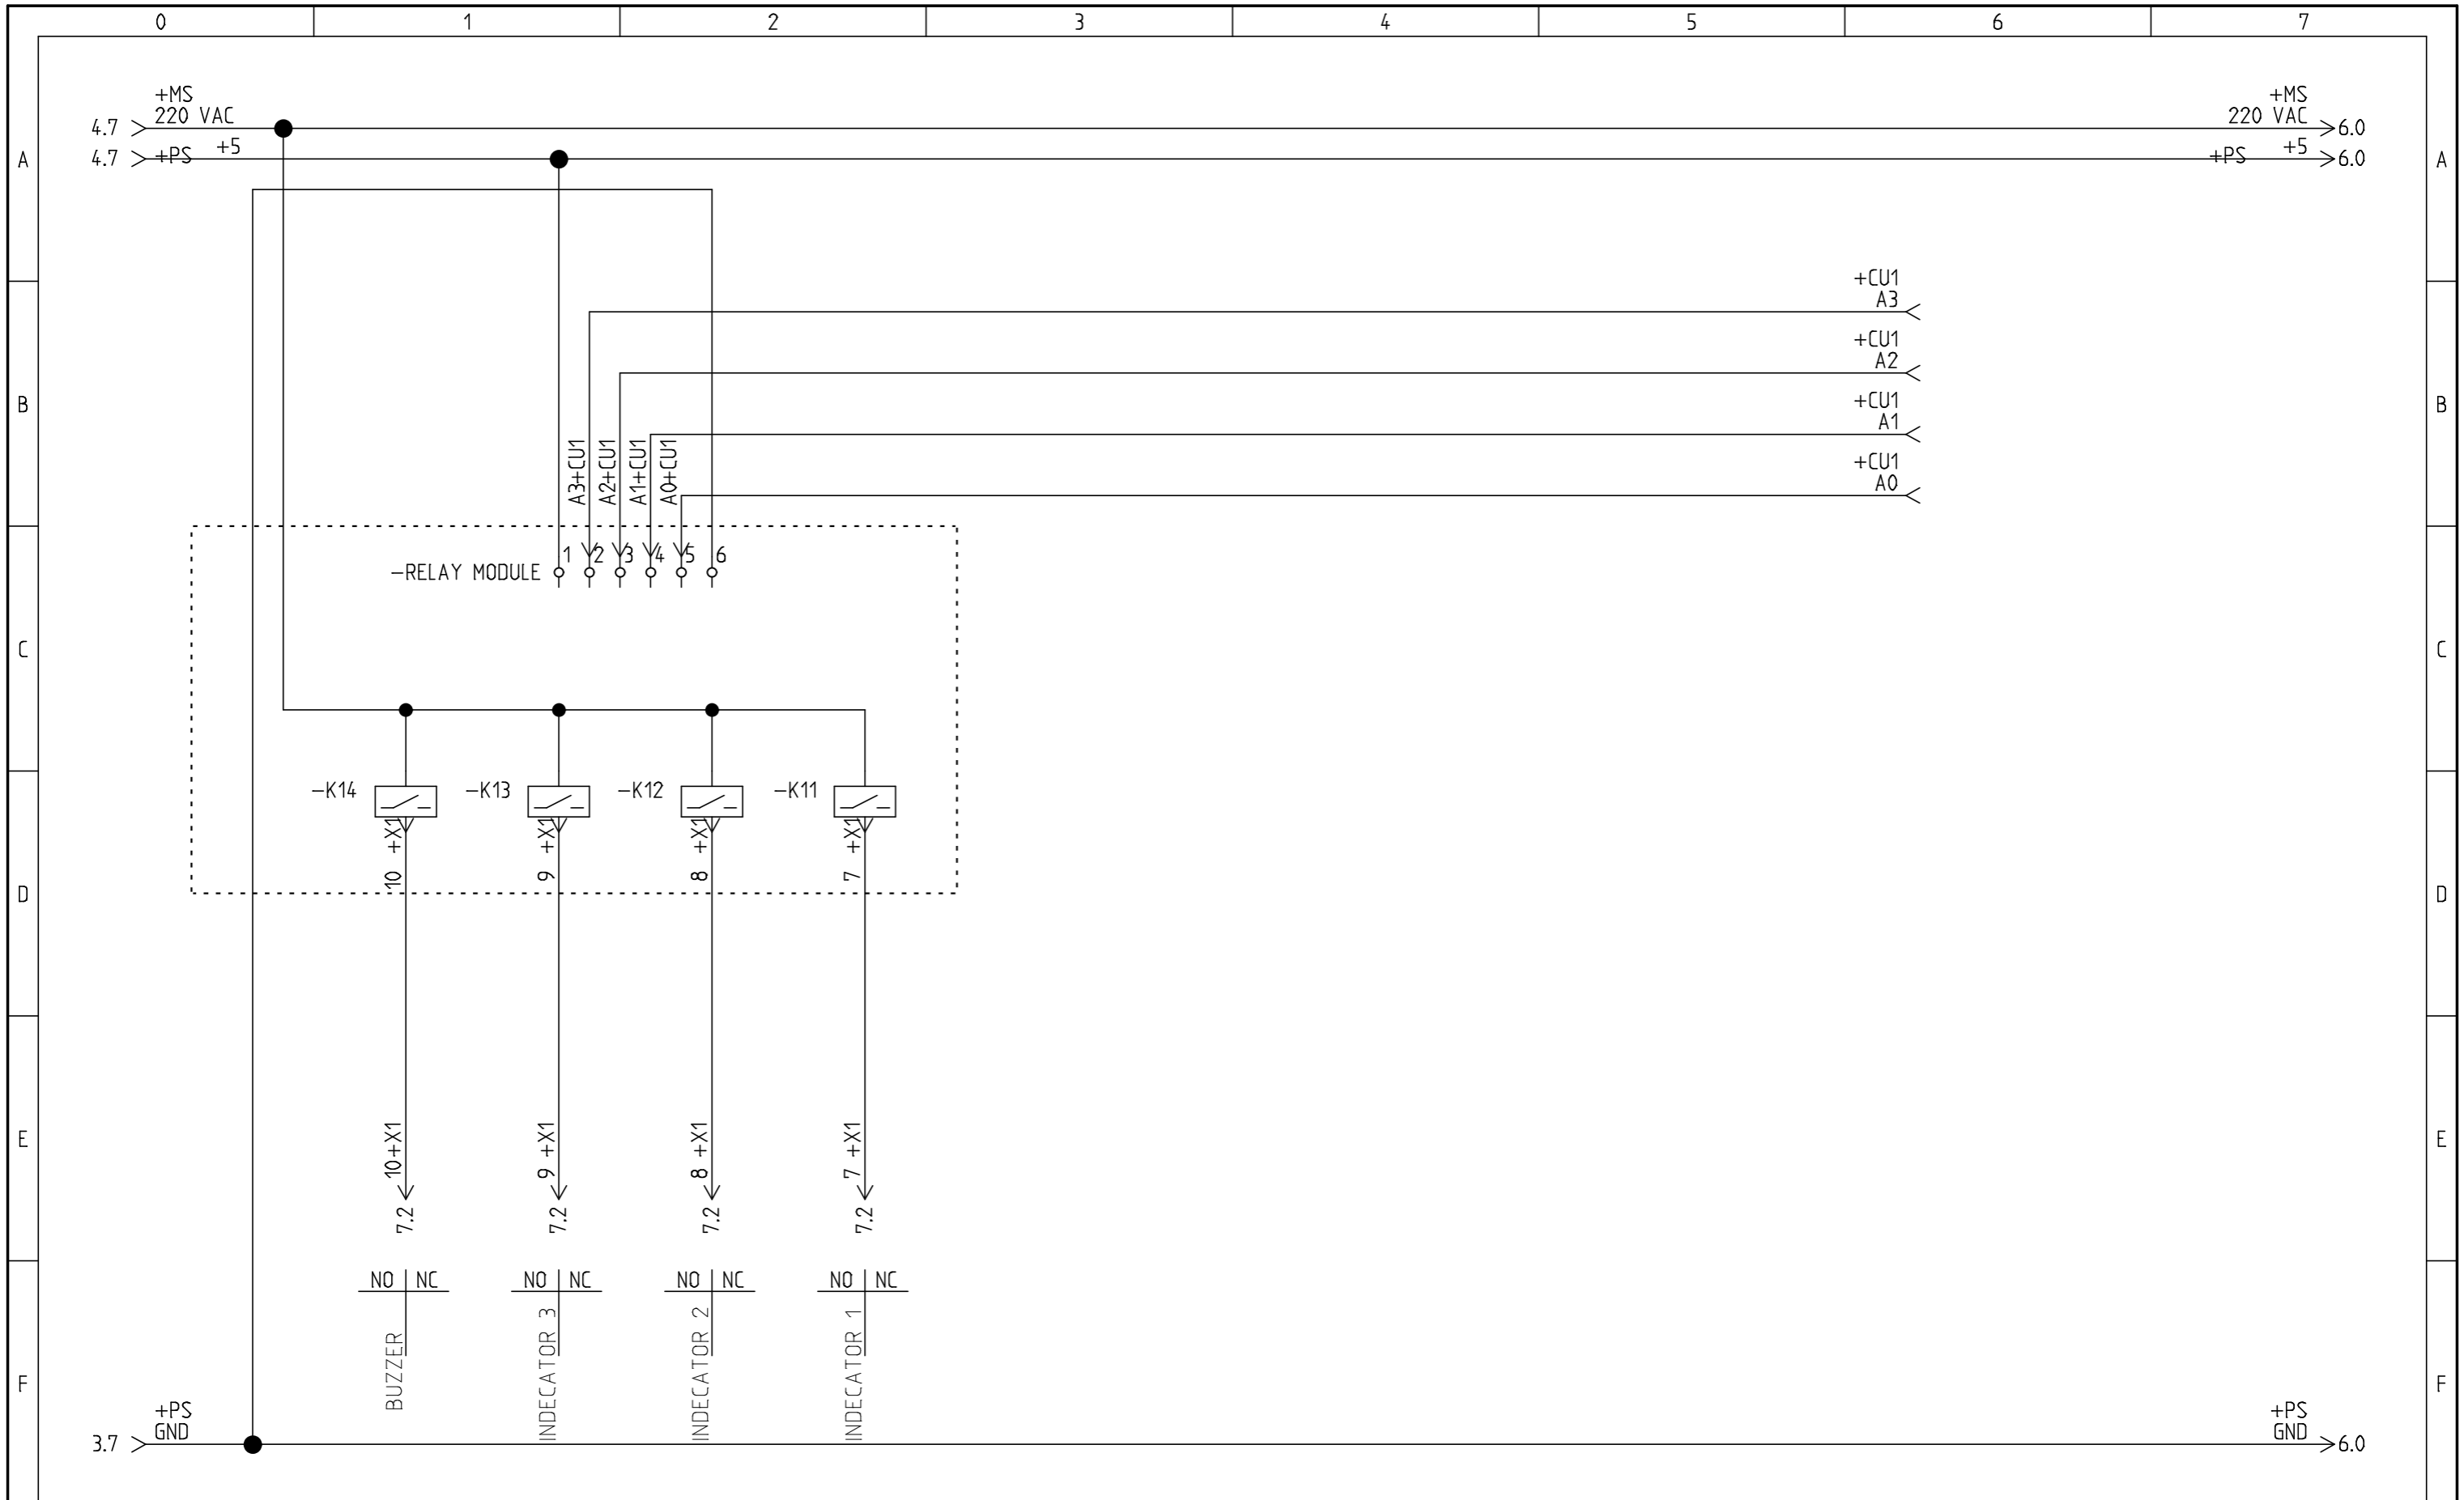 0 1 2 3 4 5 6 7
+MS +MS
4.7 220 VAC 220 VAC 6.0
4.7 +PS +5 +PS +5 6.0
A A
+CU1
A3
+CU1
A2
B B
+CU1
A1
+CU1
A0
A3+CU1
A2+CU1
A1+CU1
A0+CU1
1 2 3 4 5 6
-RELAY MODULE
C C
-K14 -K13 -K12 -K11
10 +X1
9 +X1
8 +X1
7 +X1
D D
10+X1
9 +X1
8 +X1
7 +X1
E E
7.2 7.2 7.2 7.2
NO NC NO NC NO NC NO NC
BUZZER
INDECATOR 3
INDECATOR 2
INDECATOR 1
F F
+PS +PS
3.7 GND GND 6.0